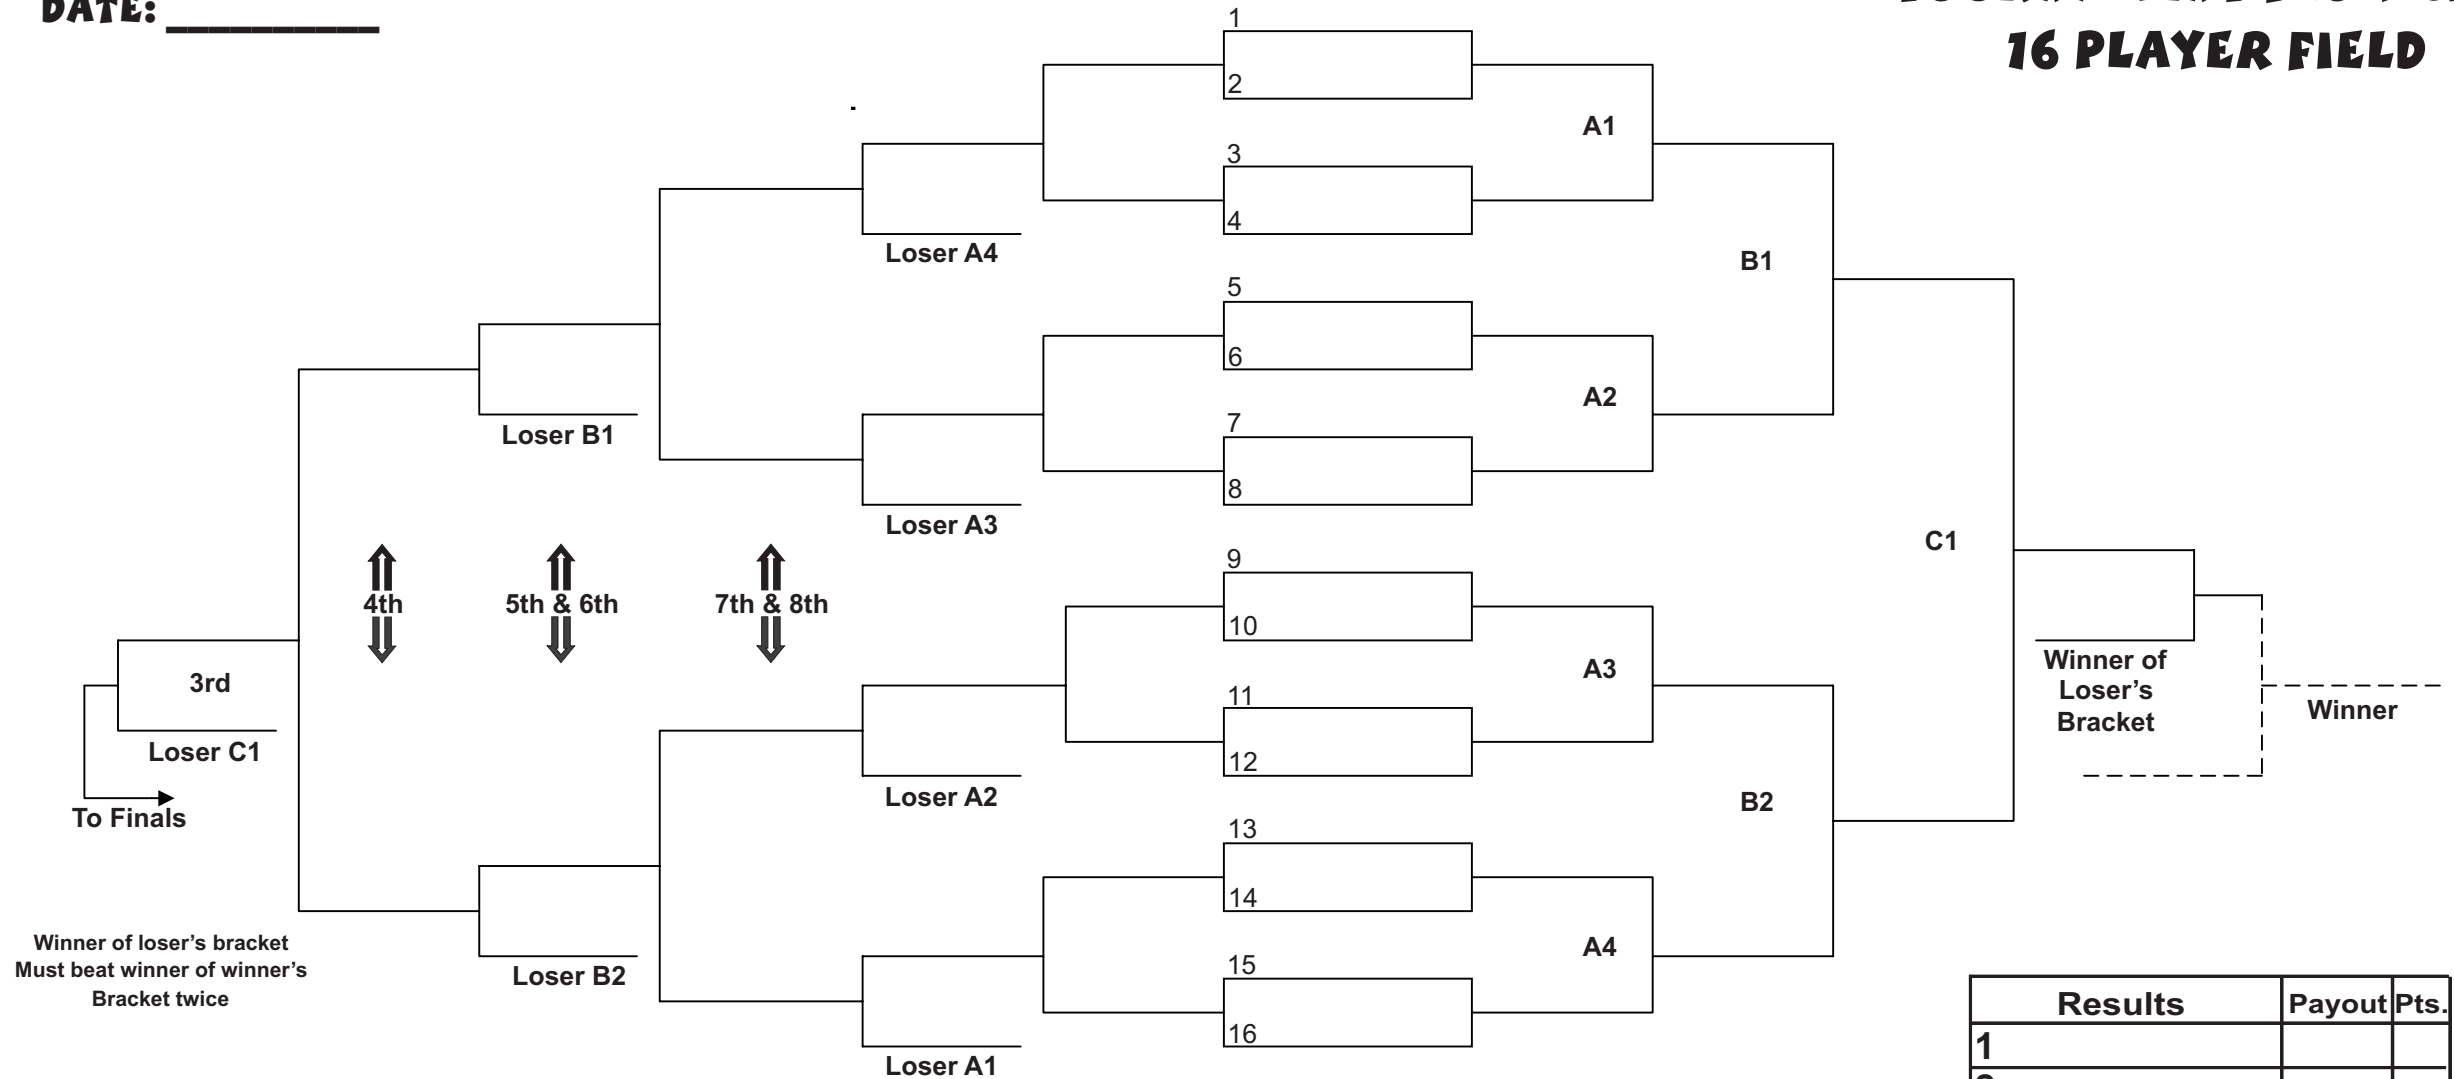 DATE: __________
16 PLAYER FIELD
1
2
A1
3
4
Loser A4
B1
5
6
A2
7
Loser B1
8
Loser A3
C1
9
4th
5th & 6th
7th & 8th
10
Winner of
Loser’s
Bracket
A3
3rd
11
Winner
Loser C1
12
Loser A2
B2
To Finals
13
14
A4
Winner of loser’s bracket
Must beat winner of winner’s
Bracket twice
15
Loser B2
16
Loser A1
Results Payout Pts.
1